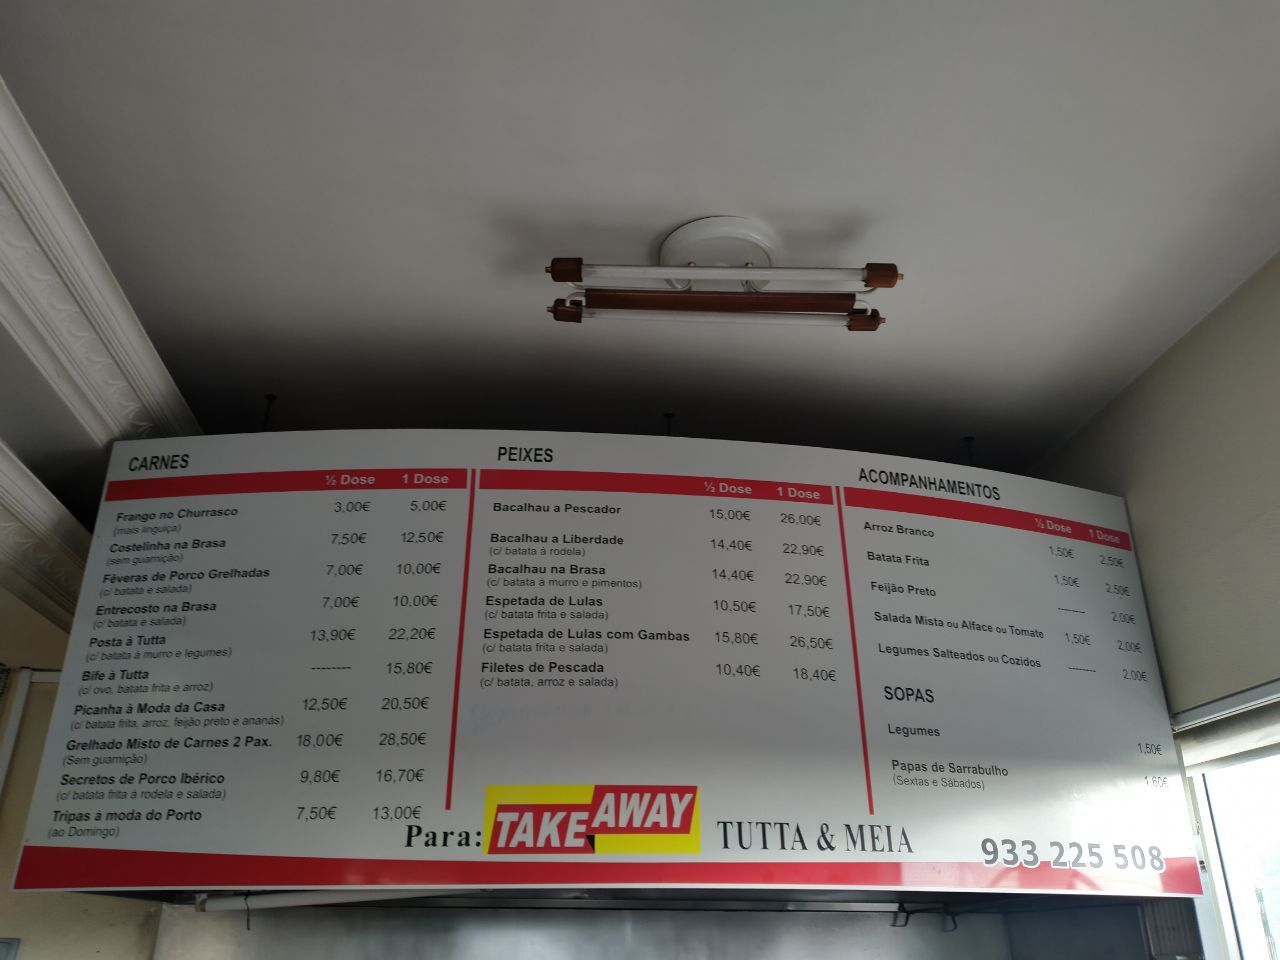 CARNES
½ Dose 1 Dose
Frango no Churrasco 3,00€ 5,00€
(mais linguiça)
Costelinha na Brasa 7,50€ 12,50€
(sem guarnição)
Fêveras de Porco Grelhadas 7,00€ 10,00€
(c/ batata e salada)
Entrecosto na Brasa 7,00€ 10,00€
(c/ batata e salada)
Posta à Tutta 13,90€ 22,20€
(c/ batata à murro e legumes)
Bife à Tutta -------- 15,80€
(c/ ovo, batata frita e arroz)
Picanha à Moda da Casa 12,50€ 20,50€
(c/ batata frita, arroz, feijão preto e ananás)
Grelhado Misto de Carnes 2 Pax. 18,00€ 28,50€
(Sem guarnição)
Secretos de Porco Ibérico 9,80€ 16,70€
(c/ batata frita à rodela e salada)
Tripas à moda do Porto 7,50€ 13,00€
(ao Domingo)
PEIXES
½ Dose 1 Dose
Bacalhau a Pescador 15,00€ 26,00€
Bacalhau a Liberdade 14,40€ 22,90€
(c/ batata à rodela)
Bacalhau na Brasa 14,40€ 22,90€
(c/ batata à murro e pimentos)
Espetada de Lulas 10,50€ 17,50€
(c/ batata frita e salada)
Espetada de Lulas com Gambas 15,80€ 26,50€
(c/ batata frita e salada)
Filetes de Pescada 10,40€ 18,40€
(c/ batata, arroz e salada)
ACOMPANHAMENTOS
½ Dose 1 Dose
Arroz Branco 1,50€ 2,50€
Batata Frita 1,50€ 2,50€
Feijão Preto -------- 2,00€
Salada Mista ou Alface ou Tomate 1,50€ 2,00€
Legumes Salteados ou Cozidos -------- 2,00€
SOPAS
Legumes 1,50€
Papas de Sarrabulho 1,60€
(Sextas e Sábados)
Para: TAKE AWAY TUTTA & MEIA 933 225 508